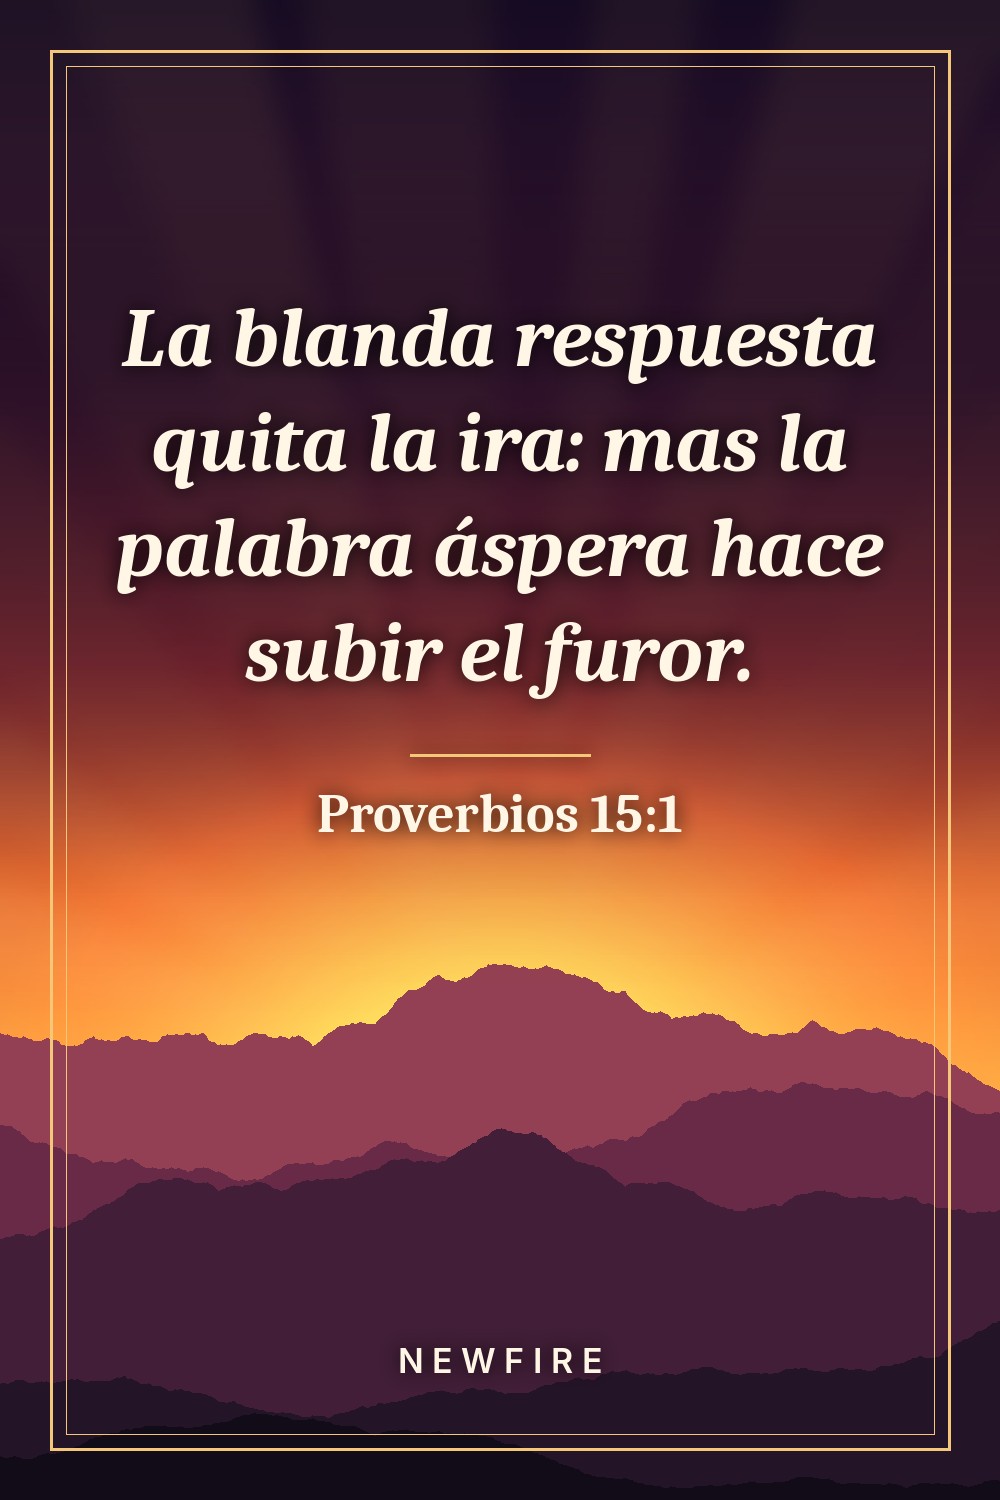 La blanda respuesta
quita la ira: mas la
palabra áspera hace
subir el furor.
Proverbios 15:1
NEWFIRE